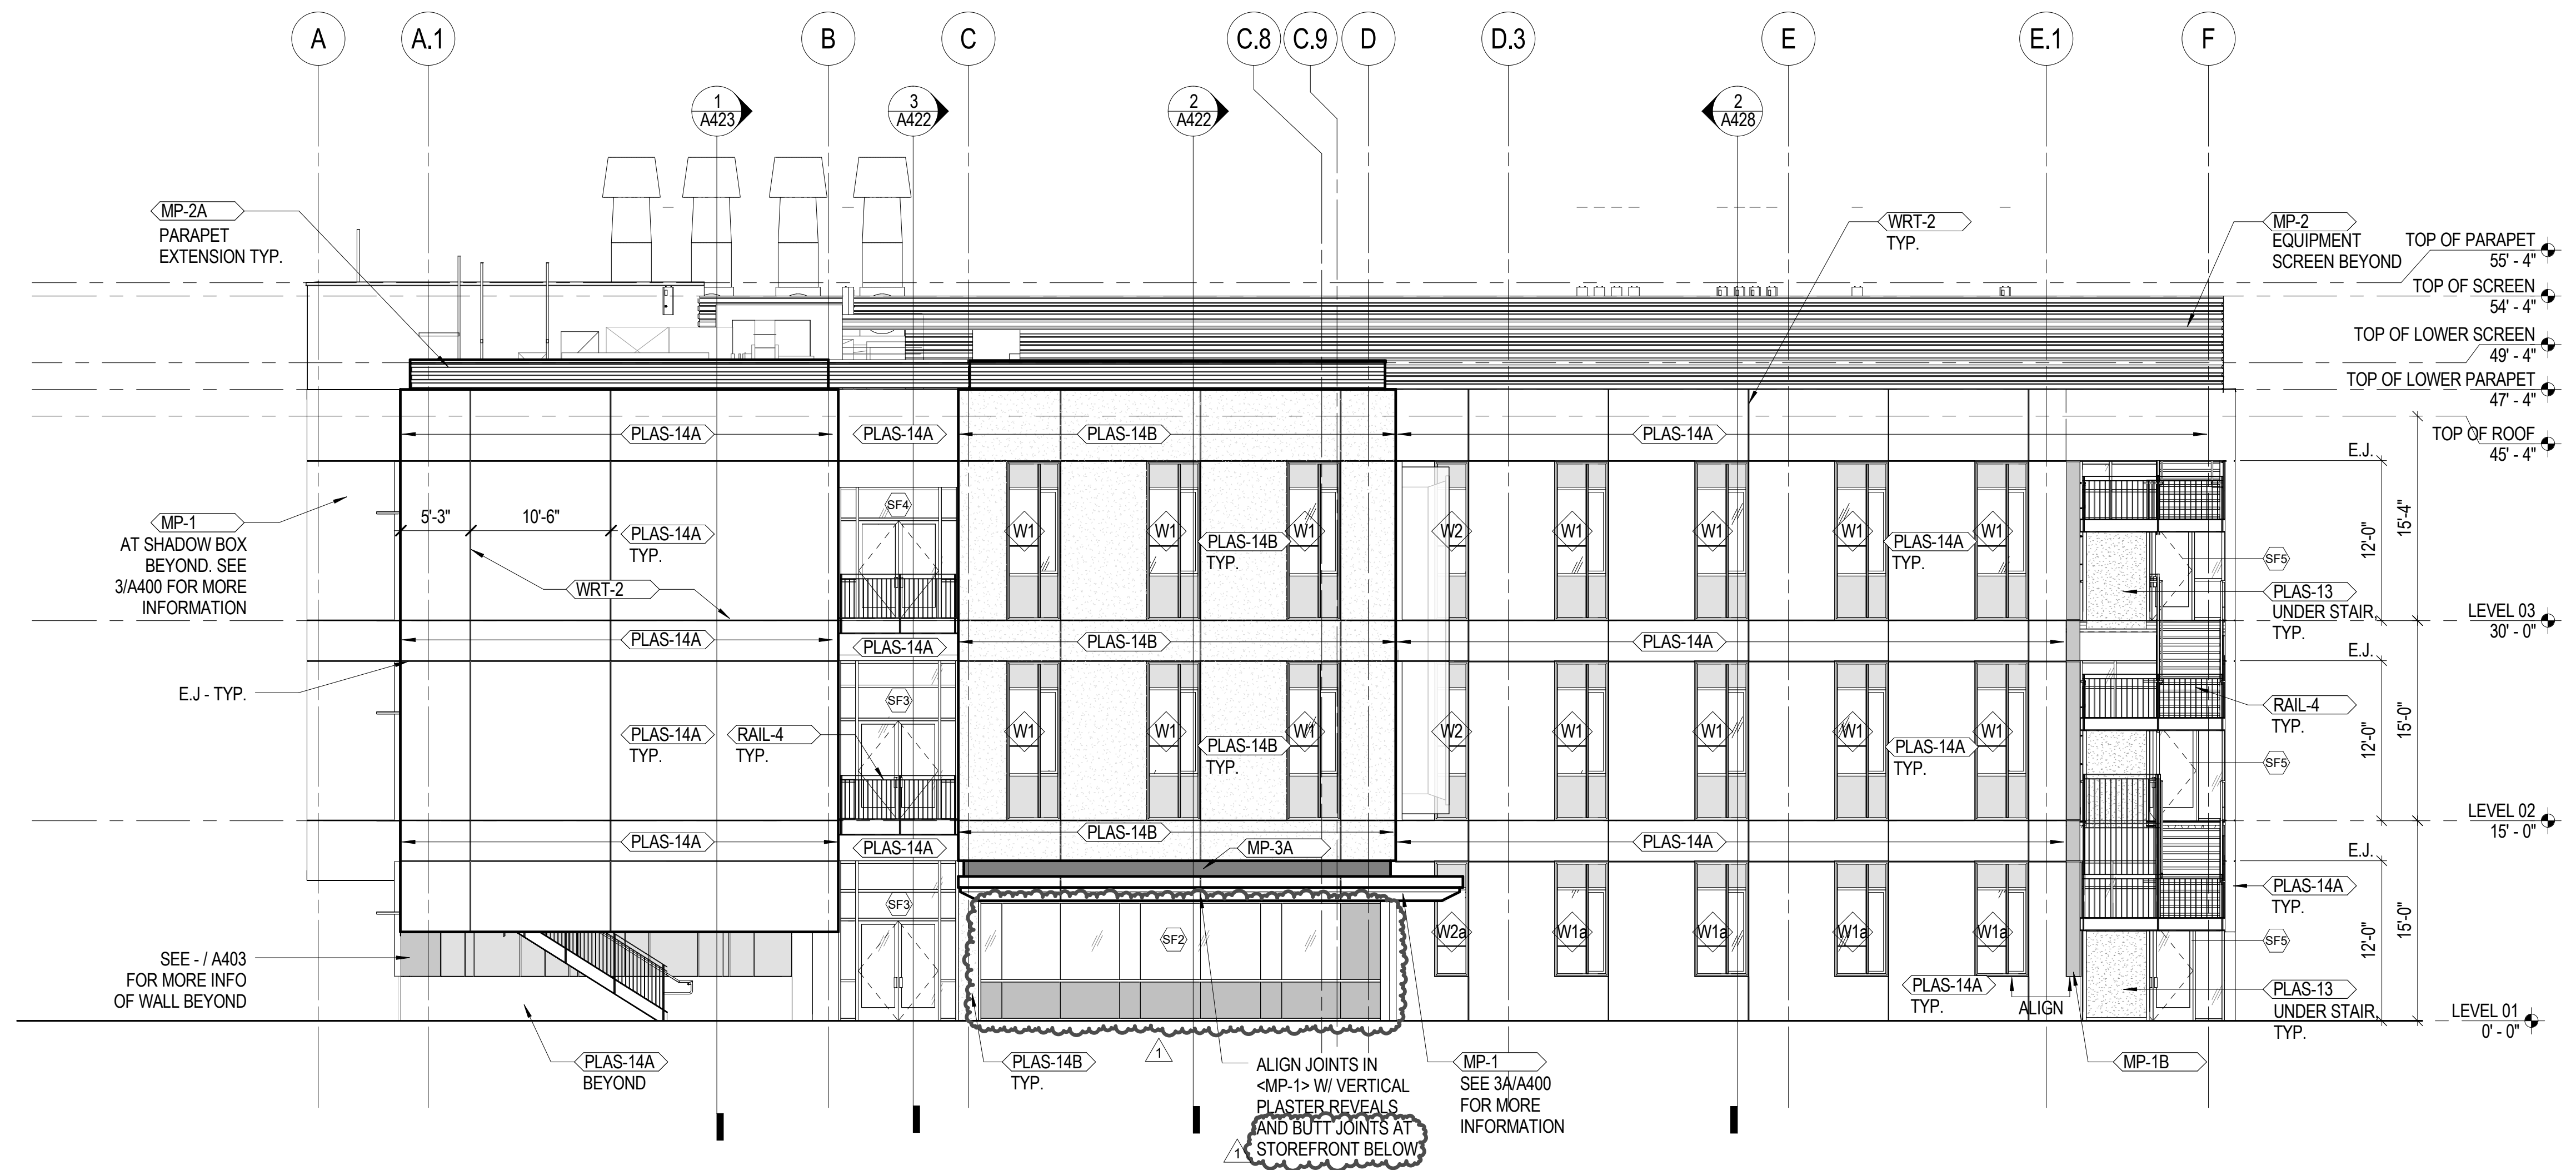 A
A.1
B
C
C.8
C.9
D
D.3
E
E.1
F
1
A423
3
A422
2
A422
2
A428
MP-2A
PARAPET
EXTENSION TYP.
WRT-2
TYP.
MP-2
EQUIPMENT
SCREEN BEYOND
TOP OF PARAPET
55' - 4"
TOP OF SCREEN
54' - 4"
TOP OF LOWER SCREEN
49' - 4"
TOP OF LOWER PARAPET
47' - 4"
TOP OF ROOF
45' - 4"
PLAS-14A
PLAS-14A
PLAS-14B
PLAS-14A
E.J.
MP-1
AT SHADOW BOX
BEYOND. SEE
3/A400 FOR MORE
INFORMATION
5'-3"
10'-6"
PLAS-14A
TYP.
WRT-2
SF4
W1
W1
PLAS-14B
TYP.
W1
W2
W1
W1
W1
PLAS-14A
TYP.
W1
12'-0"
15'-4"
SF5
PLAS-13
UNDER STAIR,
TYP.
LEVEL 03
30' - 0"
PLAS-14A
PLAS-14A
PLAS-14B
PLAS-14A
E.J.
E.J - TYP.
PLAS-14A
TYP.
RAIL-4
TYP.
SF3
W1
W1
PLAS-14B
TYP.
W1
W2
W1
W1
W1
PLAS-14A
TYP.
W1
12'-0"
15'-0"
RAIL-4
TYP.
SF5
LEVEL 02
15' - 0"
PLAS-14A
PLAS-14A
PLAS-14B
PLAS-14A
E.J.
MP-3A
SF3
SF2
W2a
W1a
W1a
W1a
W1a
PLAS-14A
TYP.
ALIGN
12'-0"
15'-0"
PLAS-14A
TYP.
SF5
PLAS-13
UNDER STAIR,
TYP.
LEVEL 01
0' - 0"
SEE - / A403
FOR MORE INFO
OF WALL BEYOND
PLAS-14A
BEYOND
PLAS-14B
TYP.
1
ALIGN JOINTS IN
<MP-1> W/ VERTICAL
PLASTER REVEALS
AND BUTT JOINTS AT
STOREFRONT BELOW
1
MP-1
SEE 3A/A400
FOR MORE
INFORMATION
MP-1B